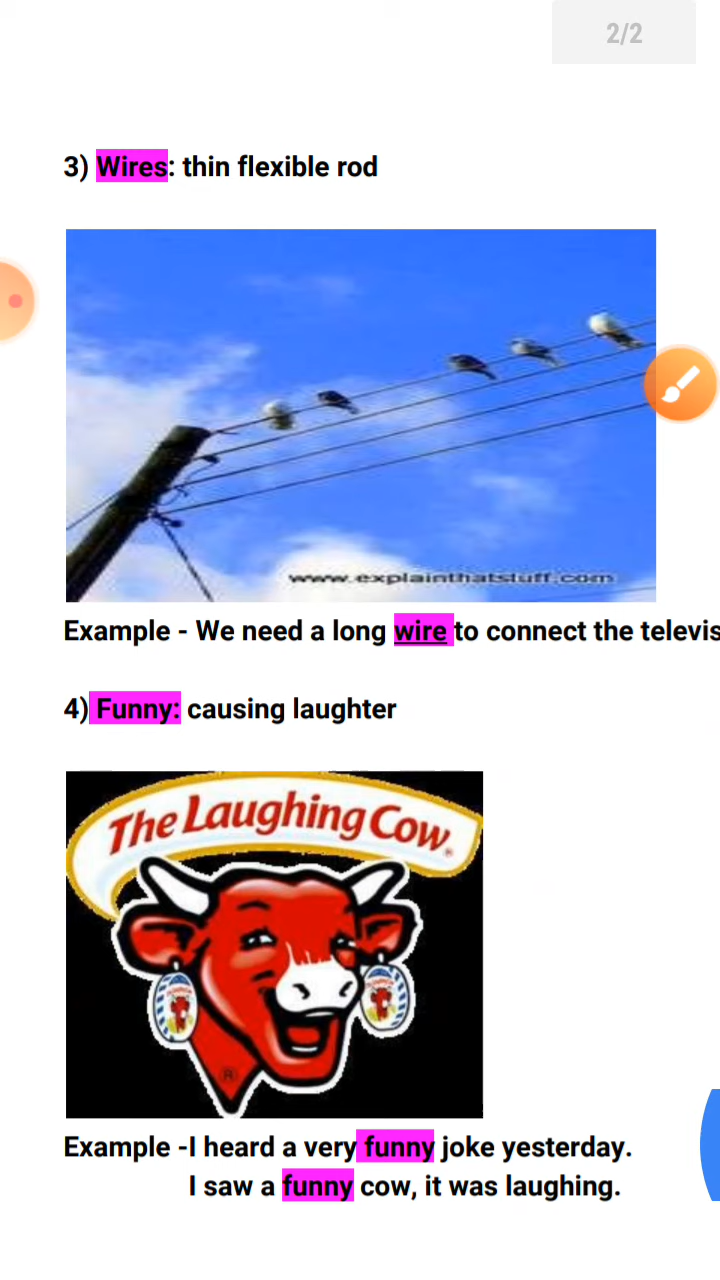 2/2
3) Wires: thin flexible rod
www.explainthatstuff.com
Example - We need a long wire to connect the televis
4) Funny: causing laughter
The Laughing Cow®
®
Example -I heard a very funny joke yesterday.
I saw a funny cow, it was laughing.